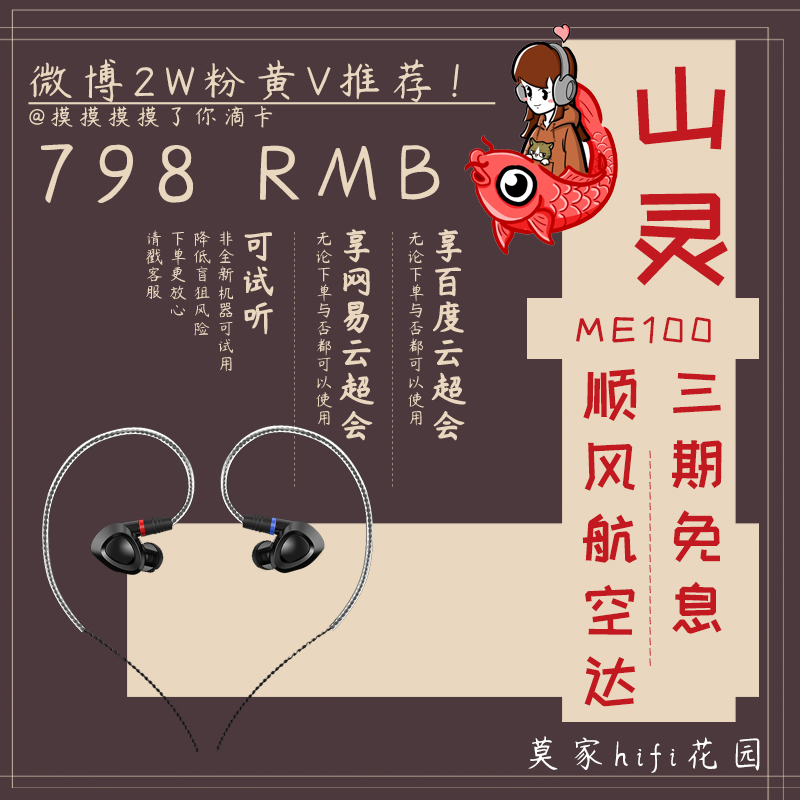 微博2W粉黄V推荐！
@摸摸摸摸了你滴卡
798 RMB
山灵
ME100
三期免息
顺风航空达
享百度云超会
无论下单与否都可以使用
享网易云超会
无论下单与否都可以使用
可试听
非全新机器可试用
降低盲狙风险
下单更放心
请戳客服
莫家hifi花园